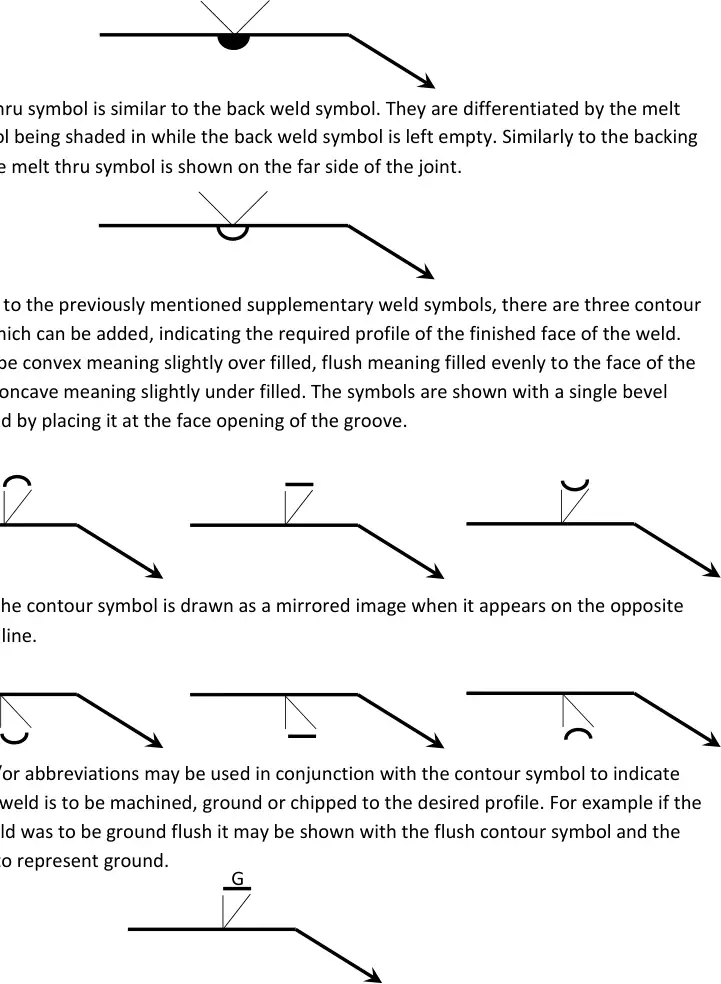 hru symbol is similar to the back weld symbol. They are differentiated by the melt
ol being shaded in while the back weld symbol is left empty. Similarly to the backing
e melt thru symbol is shown on the far side of the joint.
to the previously mentioned supplementary weld symbols, there are three contour
hich can be added, indicating the required profile of the finished face of the weld.
be convex meaning slightly over filled, flush meaning filled evenly to the face of the
oncave meaning slightly under filled. The symbols are shown with a single bevel
d by placing it at the face opening of the groove.
he contour symbol is drawn as a mirrored image when it appears on the opposite
line.
/or abbreviations may be used in conjunction with the contour symbol to indicate
weld is to be machined, ground or chipped to the desired profile. For example if the
ld was to be ground flush it may be shown with the flush contour symbol and the
to represent ground.
G